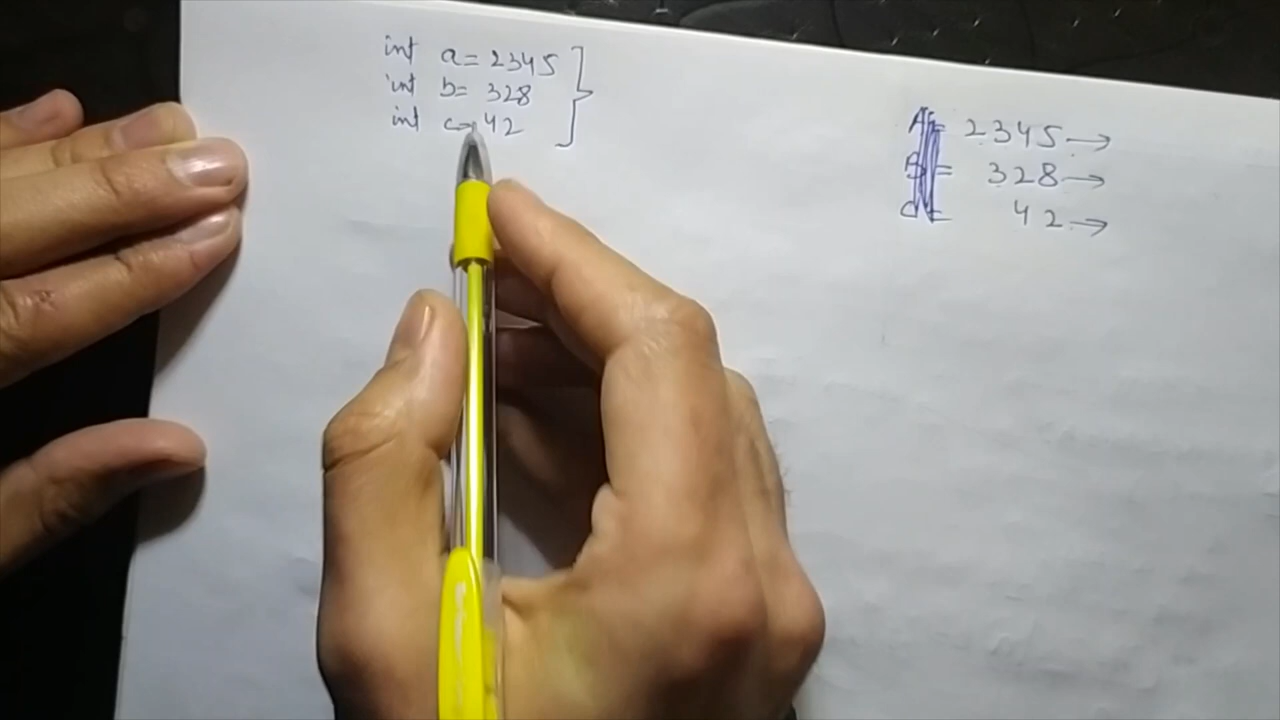 int a= 2345 }
int b= 328
int c= 42
A= 2345 →
B= 328 →
C= 42 →